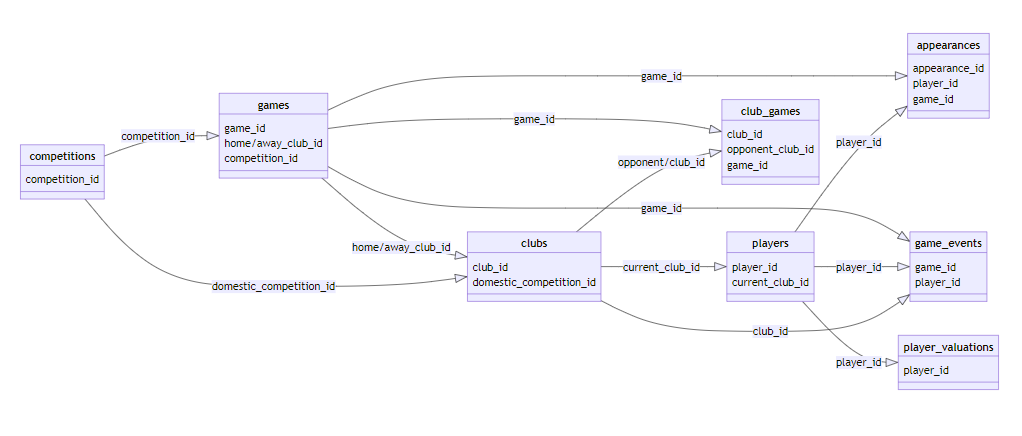 competitions
competition_id
competition_id
domestic_competition_id
games
game_id
home/away_club_id
competition_id
game_id
game_id
game_id
home/away_club_id
clubs
club_id
domestic_competition_id
opponent/club_id
current_club_id
club_id
club_games
club_id
opponent_club_id
game_id
players
player_id
current_club_id
player_id
player_id
player_id
appearances
appearance_id
player_id
game_id
game_events
game_id
player_id
player_valuations
player_id